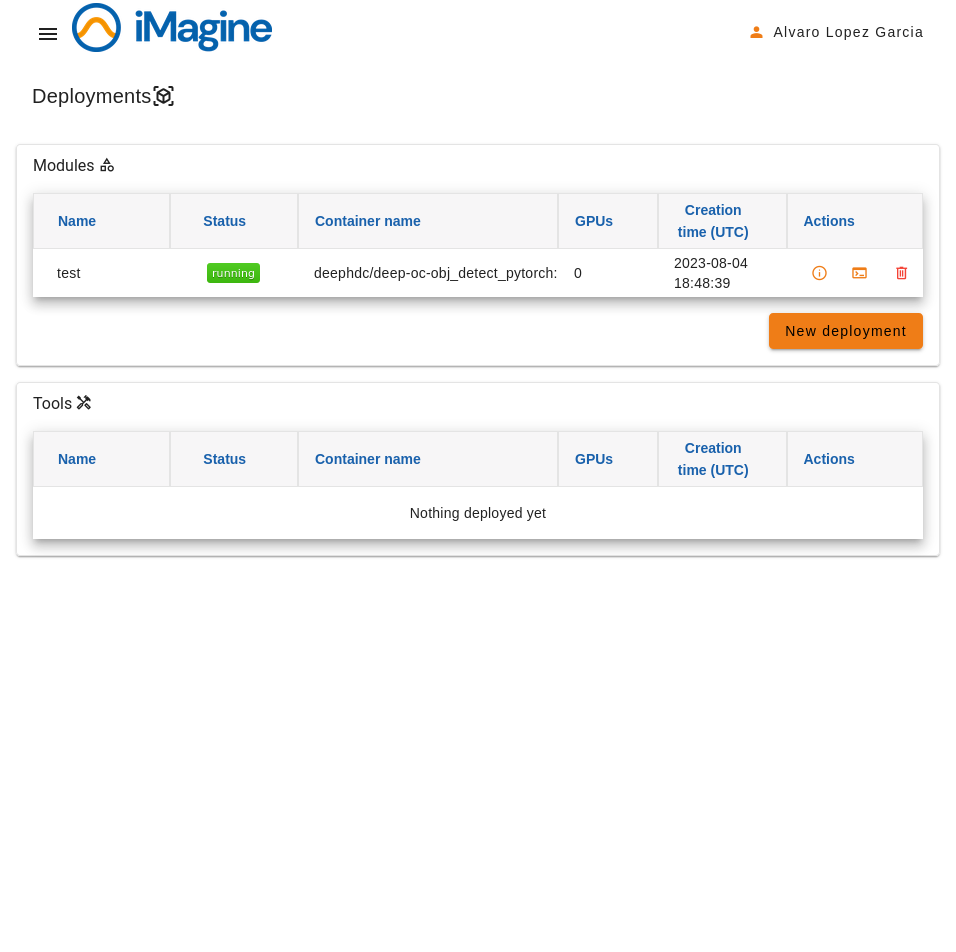 iMagine
Alvaro Lopez Garcia
Deployments
Modules
Name Status Container name GPUs Creation time (UTC) Actions
test running deephdc/deep-oc-obj_detect_pytorch: 0 2023-08-04 18:48:39
New deployment
Tools
Name Status Container name GPUs Creation time (UTC) Actions
Nothing deployed yet